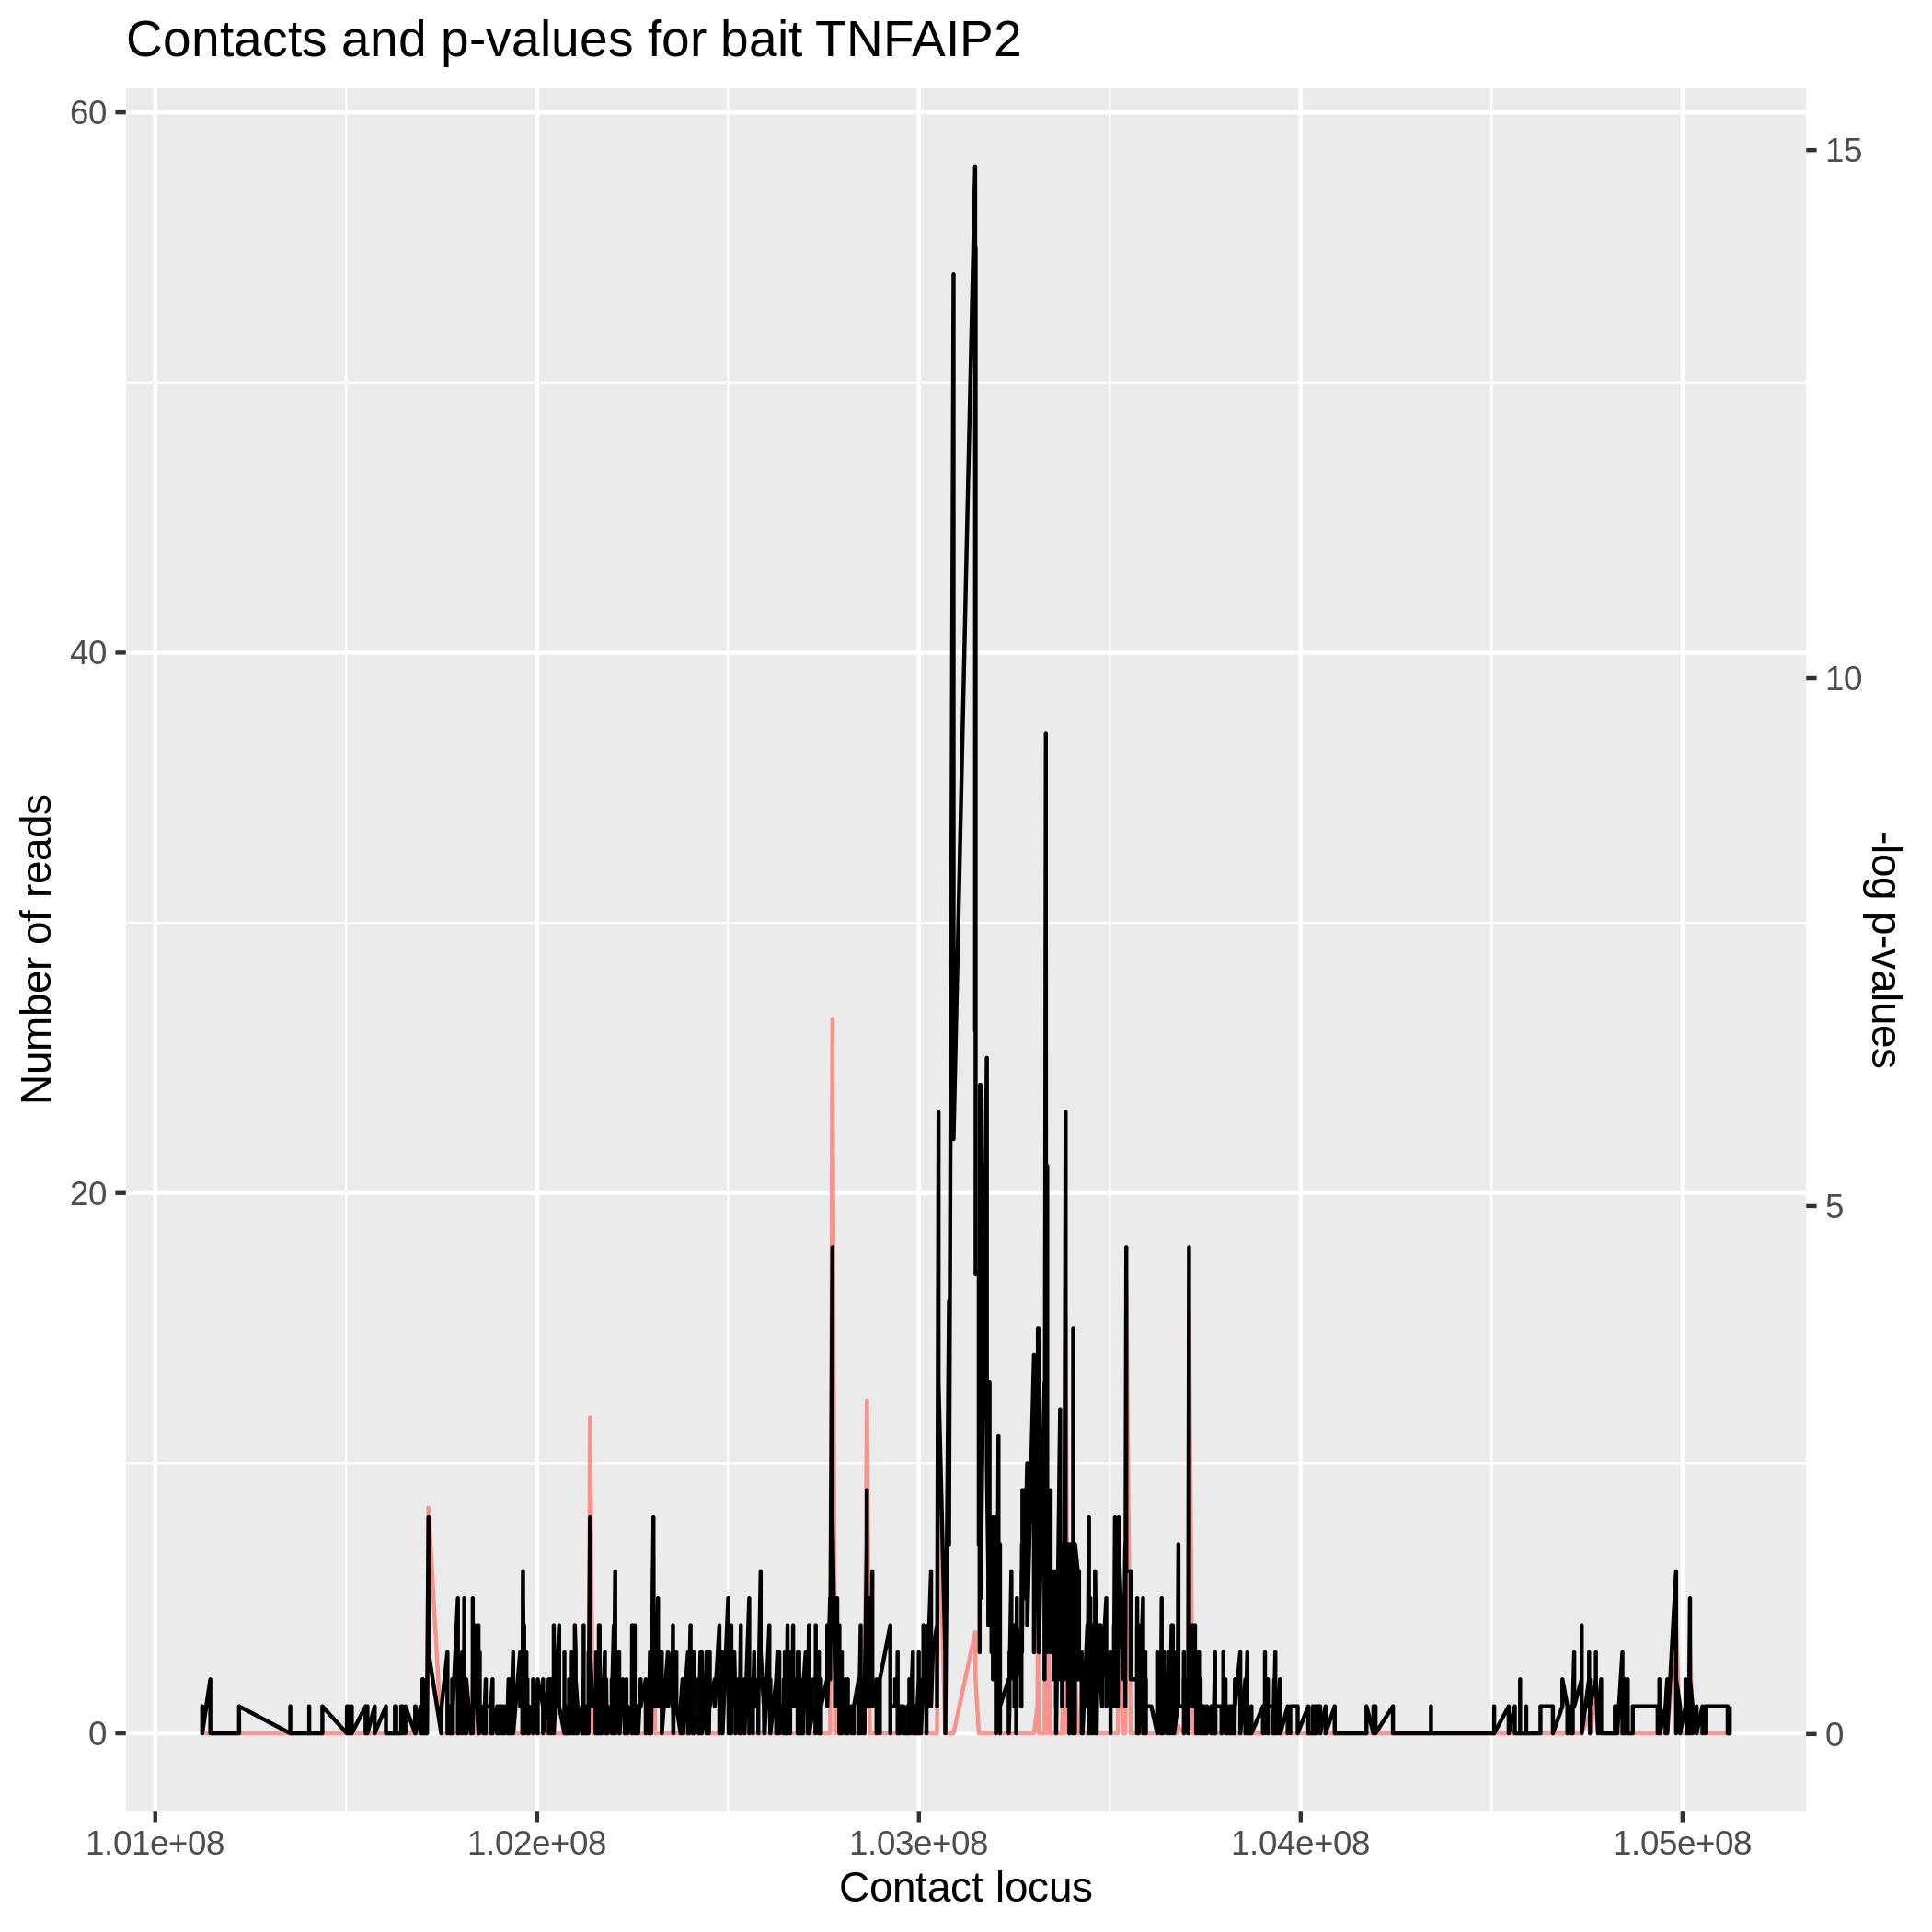 Contacts and p-values for bait TNFAIP2
60
40
20
0
Number of reads
15
10
5
0
-log p-values
1.01e+08 1.02e+08 1.03e+08 1.04e+08 1.05e+08
Contact locus